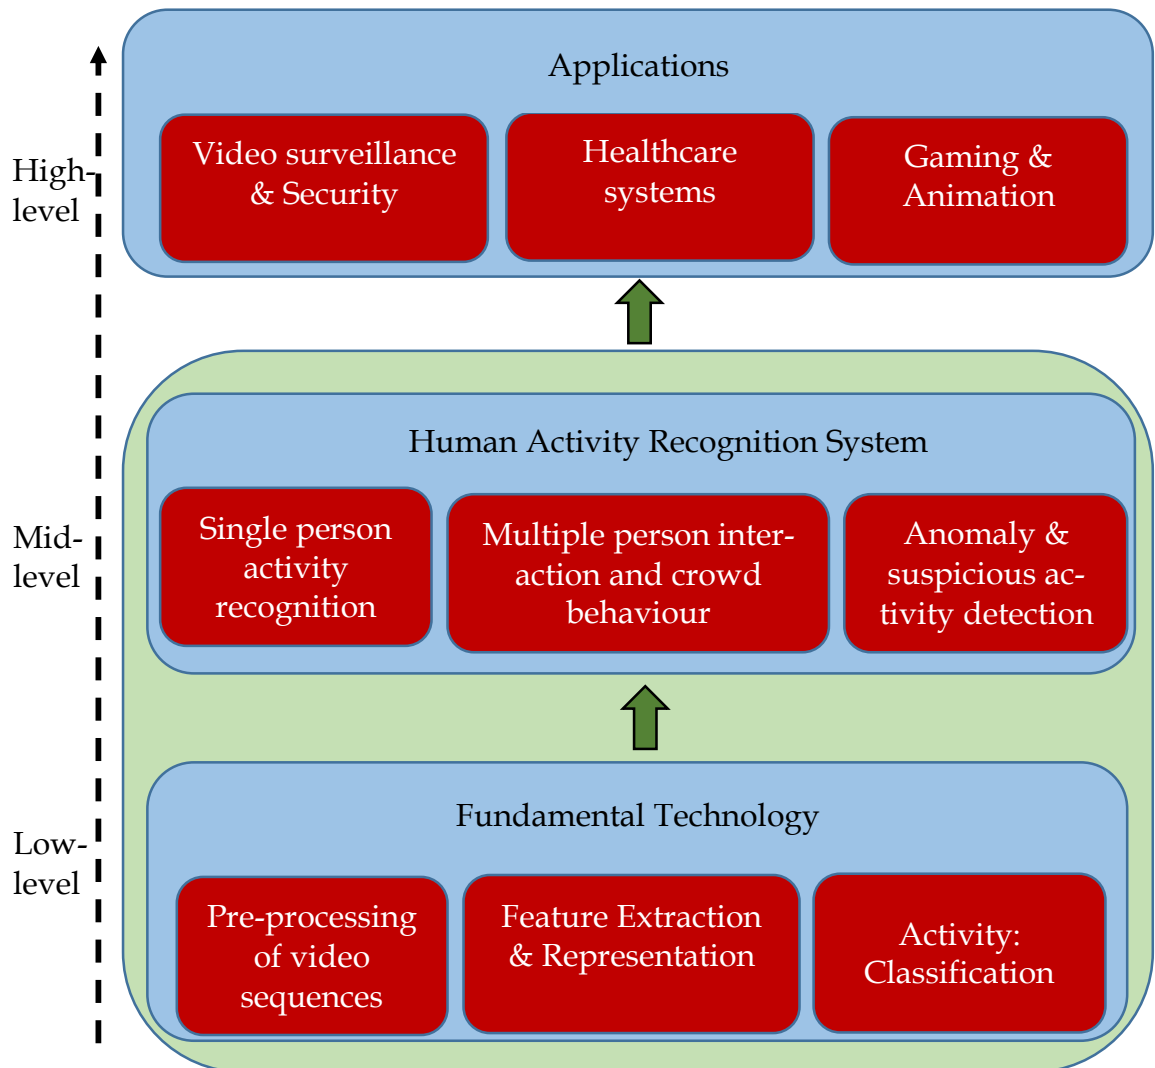 Applications
Video surveillance
& Security
Healthcare
systems
Gaming &
Animation
High-
level
Human Activity Recognition System
Single person
activity
recognition
Multiple person inter-
action and crowd
behaviour
Anomaly &
suspicious ac-
tivity detection
Mid-
level
Fundamental Technology
Pre-processing
of video
sequences
Feature Extraction
& Representation
Activity:
Classification
Low-
level